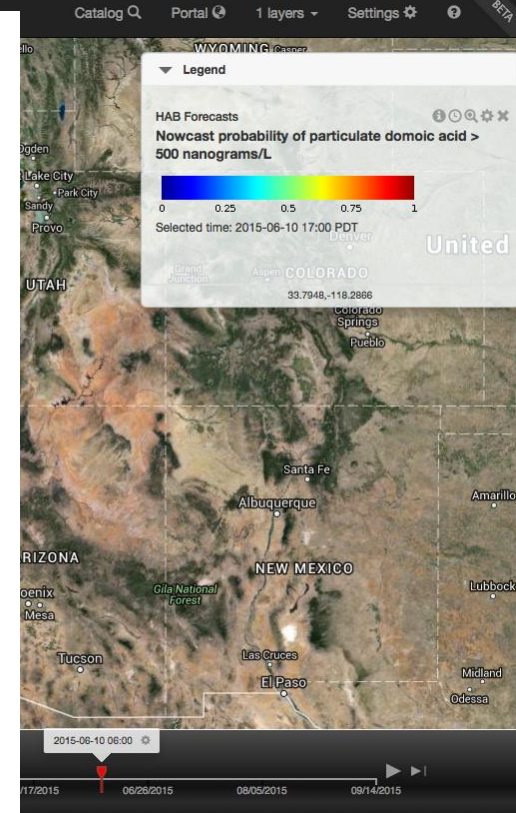 Catalog Portal 1 layers Settings
BETA
WYOMING Casper
Legend
HAB Forecasts
Nowcast probability of particulate domoic acid >
500 nanograms/L
0 0.25 0.5 0.75 1
Selected time: 2015-06-10 17:00 PDT
33.7948,-118.2866
Ogden
Lake City
Park City
Sandy
Provo
Denver
United
UTAH
Grand
Junction
Aspen
COLORADO
Colorado
Springs
Pueblo
Santa Fe
Albuquerque
Amarillo
RIZONA
NEW MEXICO
oenix
Mesa
Gila National
Forest
Lubbock
Tucson
Las Cruces
El Paso
Midland
Odessa
2015-06-10 06:00
/17/2015 06/26/2015 08/05/2015 09/14/2015